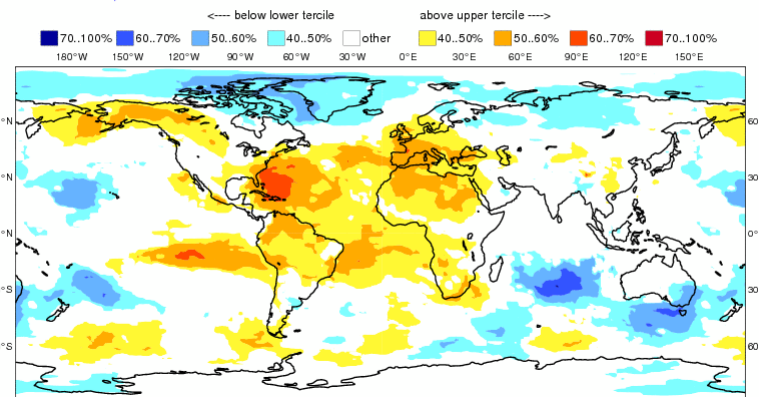 <---- below lower tercile above upper tercile ---->
70..100% 60..70% 50..60% 40..50% other 40..50% 50..60% 60..70% 70..100%
180°W 150°W 120°W 90°W 60°W 30°W 0°E 30°E 60°E 90°E 120°E 150°E
°N 60
°N 30
°N 0°
°S 30
°S 60